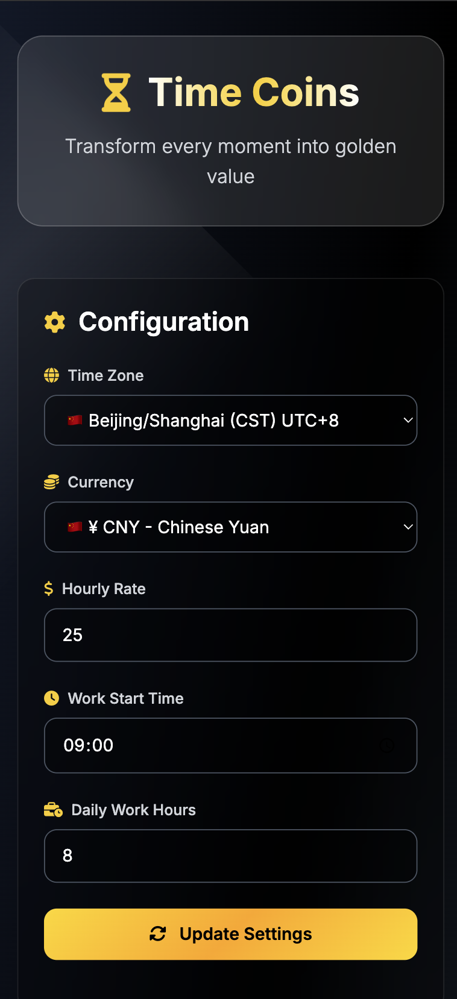 Time Coins
Transform every moment into golden
value
Configuration
Time Zone
🇨🇳 Beijing/Shanghai (CST) UTC+8
Currency
🇨🇳 ¥ CNY - Chinese Yuan
$ Hourly Rate
25
Work Start Time
09:00
Daily Work Hours
8
Update Settings